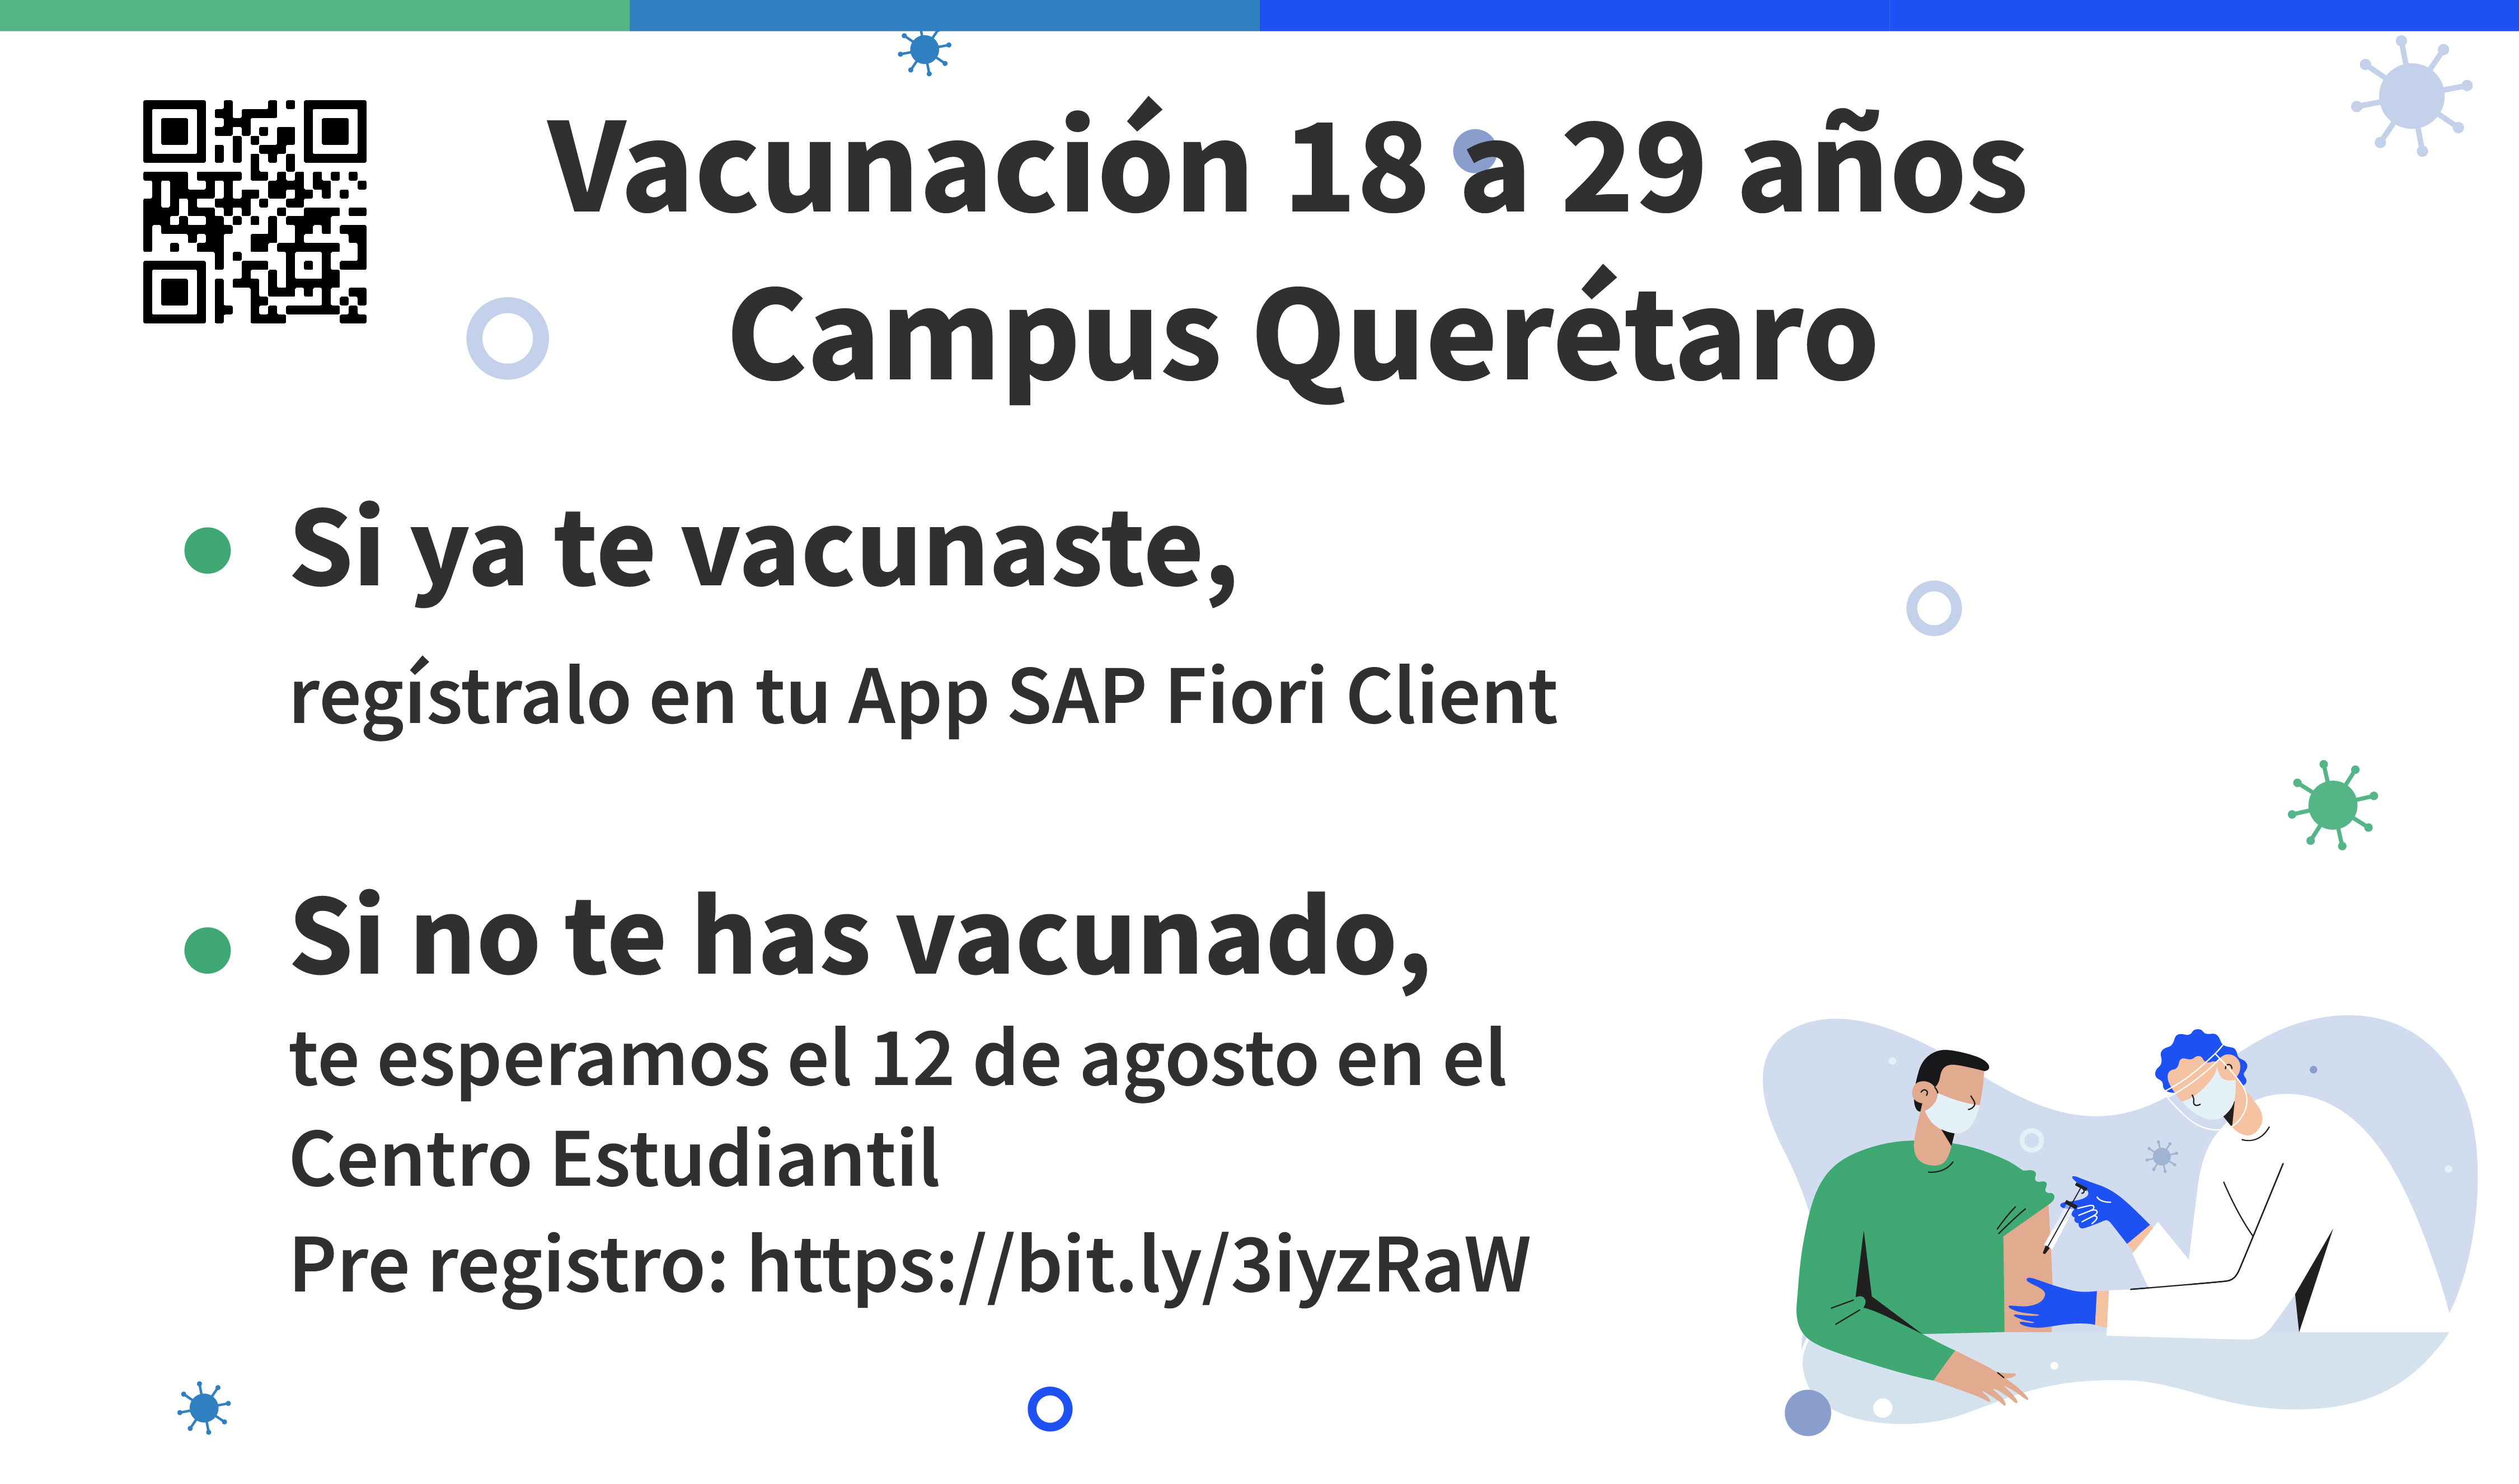 Vacunación 18 a 29 años
Campus Querétaro
Si ya te vacunaste,
regístralo en tu App SAP Fiori Client
Si no te has vacunado,
te esperamos el 12 de agosto en el
Centro Estudiantil
Pre registro: https://bit.ly/3iyzRaW